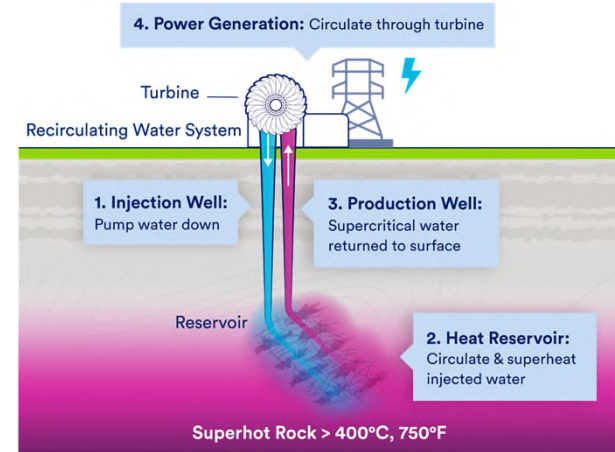 4. Power Generation: Circulate through turbine
Turbine
Recirculating Water System
1. Injection Well:
Pump water down
3. Production Well:
Supercritical water
returned to surface
Reservoir
2. Heat Reservoir:
Circulate & superheat
injected water
Superhot Rock > 400°C, 750°F